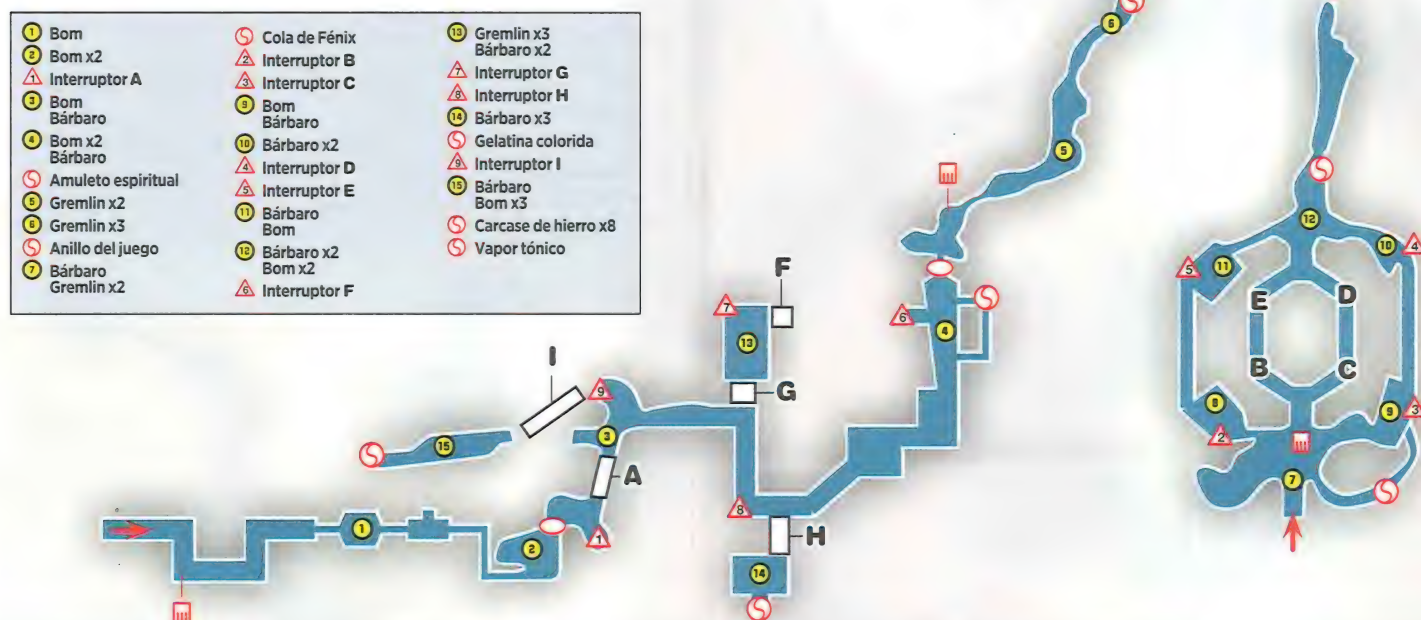 1 Bom
2 Bom x2
1 Interruptor A
3 Bom
Bárbaro
4 Bom x2
Bárbaro
Amuleto espiritual
5 Gremlin x2
6 Gremlin x3
Anillo del juego
7 Bárbaro
Gremlin x2
Cola de Fénix
2 Interruptor B
3 Interruptor C
9 Bom
Bárbaro
10 Bárbaro x2
4 Interruptor D
5 Interruptor E
11 Bárbaro
Bom
12 Bárbaro x2
Bom x2
6 Interruptor F
13 Gremlin x3
Bárbaro x2
7 Interruptor G
8 Interruptor H
14 Bárbaro x3
Gelatina colorida
9 Interruptor I
15 Bárbaro
Bom x3
Carcase de hierro x8
Vapor tónico
6
5
12
10
4
5
11
F
7
6
4
E
D
13
I
9
G
B
C
8
9
3
15
3
2
A
7
8
1
2
1
H
14